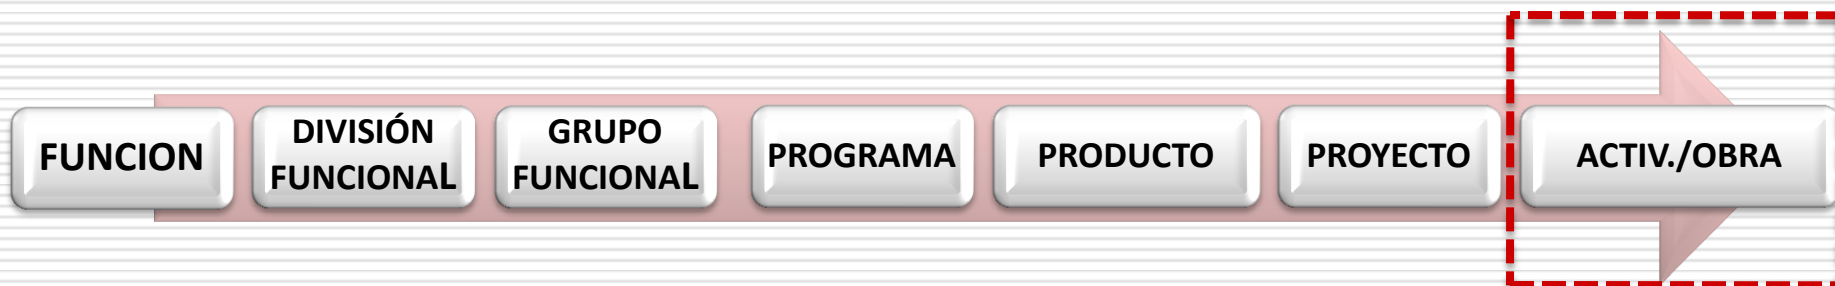 FUNCION
DIVISIÓN
FUNCIONAL
GRUPO
FUNCIONAL
PROGRAMA
PRODUCTO
PROYECTO
ACTIV./OBRA